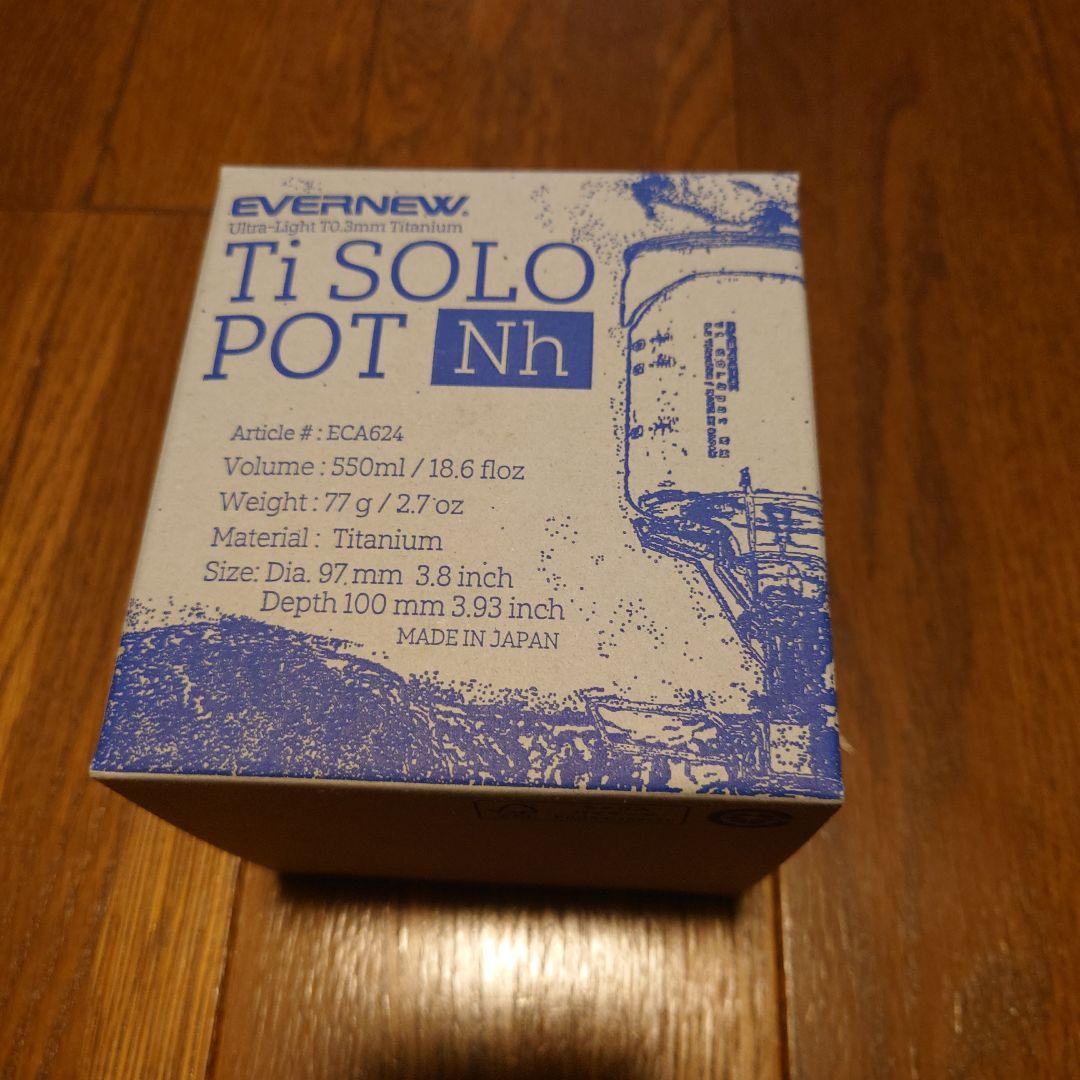 EVERNEW.
Ultra-Light T0.3mm Titanium
Ti SOLO
POT Nh
Article # : ECA624
Volume : 550ml / 18.6 floz
Weight : 77 g / 2.7 oz
Material : Titanium
Size: Dia. 97 mm 3.8 inch
Depth 100 mm 3.93 inch
MADE IN JAPAN